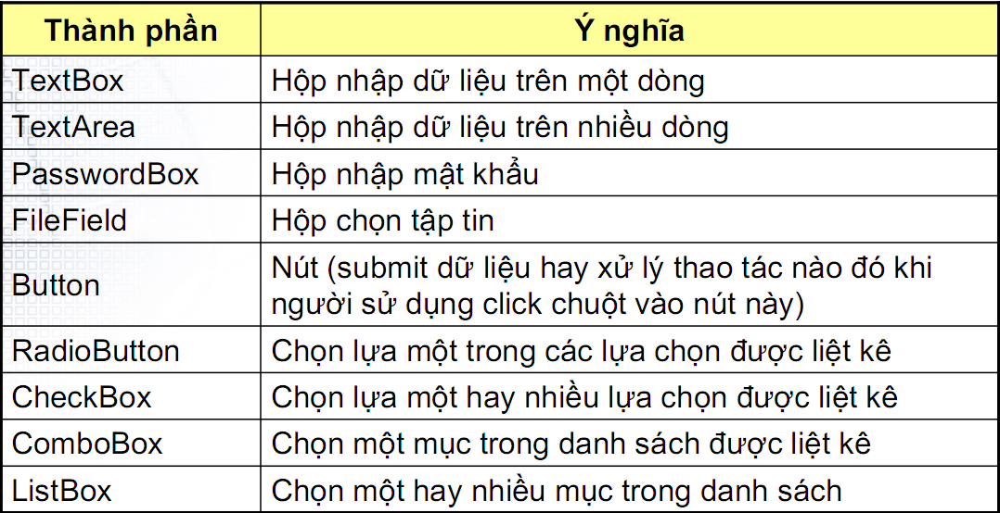 Thành phần Ý nghĩa
TextBox Hộp nhập dữ liệu trên một dòng
TextArea Hộp nhập dữ liệu trên nhiều dòng
PasswordBox Hộp nhập mật khẩu
FileField Hộp chọn tập tin
Button Nút (submit dữ liệu hay xử lý thao tác nào đó khi
người sử dụng click chuột vào nút này)
RadioButton Chọn lựa một trong các lựa chọn được liệt kê
CheckBox Chọn lựa một hay nhiều lựa chọn được liệt kê
ComboBox Chọn một mục trong danh sách được liệt kê
ListBox Chọn một hay nhiều mục trong danh sách